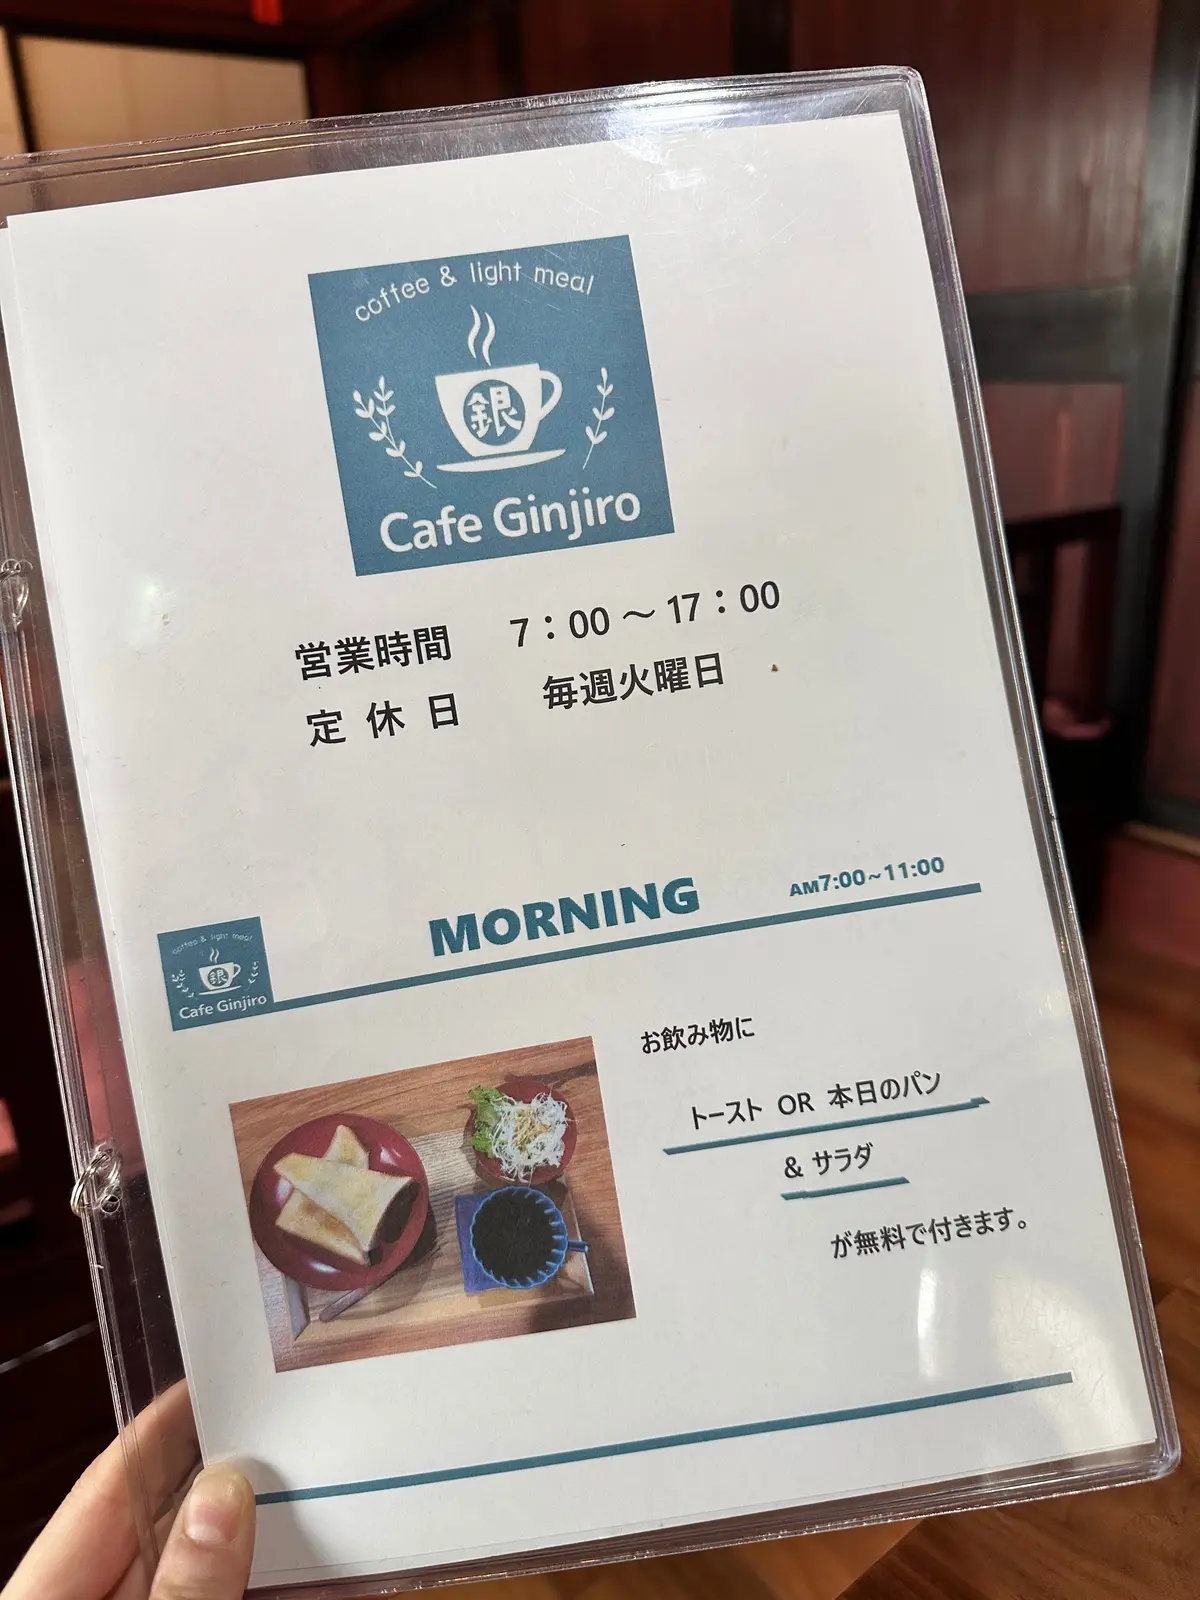 coffee & light meal
銀
Cafe Ginjiro
営業時間 7：00～17：00
定休日 毎週火曜日
MORNING AM7:00~11:00
coffee & light meal
銀
Cafe Ginjiro
お飲み物に
トースト OR 本日のパン
& サラダ
が無料で付きます。